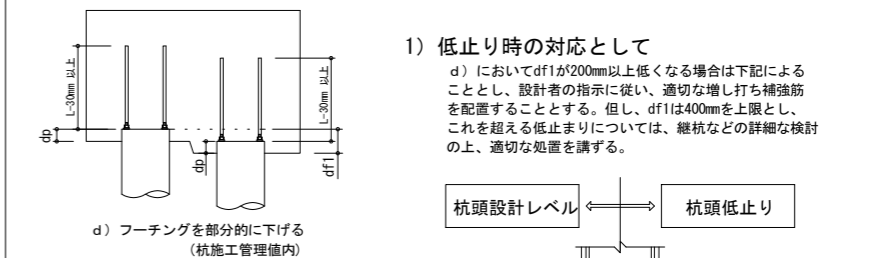 L-30mm 以上
L-30mm 以上
dp
dp
df1
d）フーチングを部分的に下げる
（杭施工管理値内）
1）低止り時の対応として
d）においてdf1が200mm以上低くなる場合は下記による
こととし、設計者の指示に従い、適切な増し打ち補強筋
を配置することとする。但し、df1は400mmを上限とし、
これを超える低止まりについては、継杭などの詳細な検討
の上、適切な処置を講ずる。
杭頭設計レベル
杭頭低止り